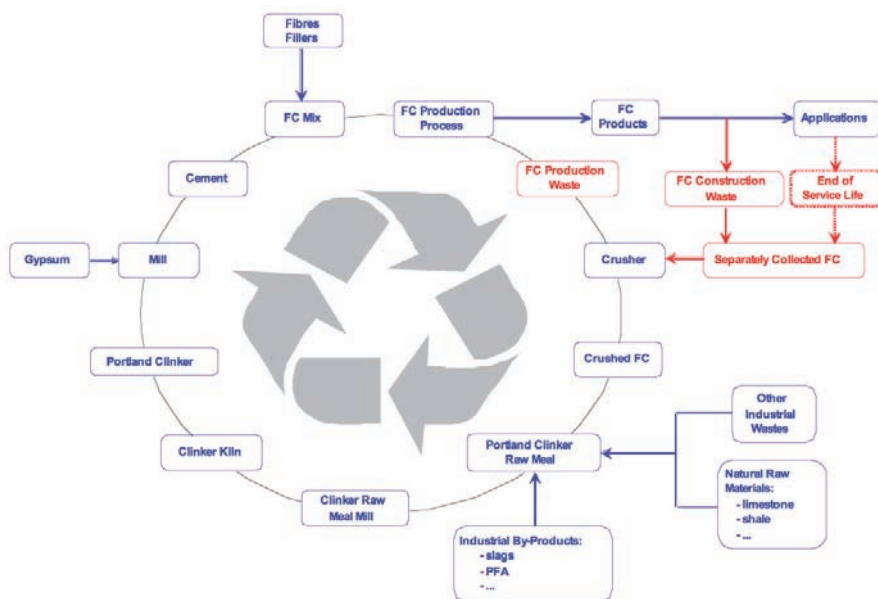 Fibres
Fillers
FC Mix
FC Production
Process
FC
Products
Applications
Cement
FC Production
Waste
FC Construction
Waste
End of
Service Life
Gypsum
Mill
Crusher
Separately Collected FC
Portland Clinker
Crushed FC
Other
Industrial
Wastes
Clinker Kiln
Portland Clinker
Raw Meal
Natural Raw
Materials:
- limestone
- shale
- ...
Clinker Raw
Meal Mill
Industrial By-Products:
- slags
- PFA
- ...